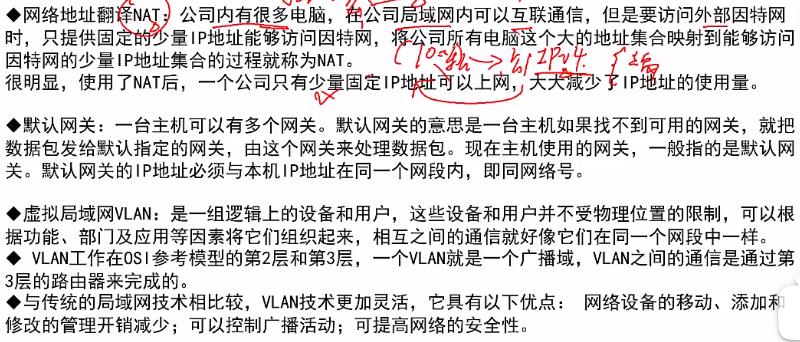 ◆网络地址翻译NAT：公司内有很多电脑，在公司局域网内可以互联通信，但是要访问外部因特网
时，只提供固定的少量IP地址能够访问因特网，将公司所有电脑这个大的地址集合映射到能够访问
因特网的少量IP地址集合的过程就称为NAT。
IPv4
很明显，使用了NAT后，一个公司只有少量固定IP地址可以上网，大大减少了IP地址的使用量。
◆默认网关：一台主机可以有多个网关。默认网关的意思是一台主机如果找不到可用的网关，就把
数据包发给默认指定的网关，由这个网关来处理数据包。现在主机使用的网关，一般指的是默认网
关。默认网关的IP地址必须与本机IP地址在同一个网段内，即同网络号。
◆虚拟局域网VLAN：是一组逻辑上的设备和用户，这些设备和用户并不受物理位置的限制，可以根
据功能、部门及应用等因素将它们组织起来，相互之间的通信就好像它们在同一个网段中一样。
◆ VLAN工作在OSI参考模型的第2层和第3层，一个VLAN就是一个广播域，VLAN之间的通信是通过第
3层的路由器来完成的。
◆与传统的局域网技术相比较，VLAN技术更加灵活，它具有以下优点： 网络设备的移动、添加和
修改的管理开销减少；可以控制广播活动；可提高网络的安全性。